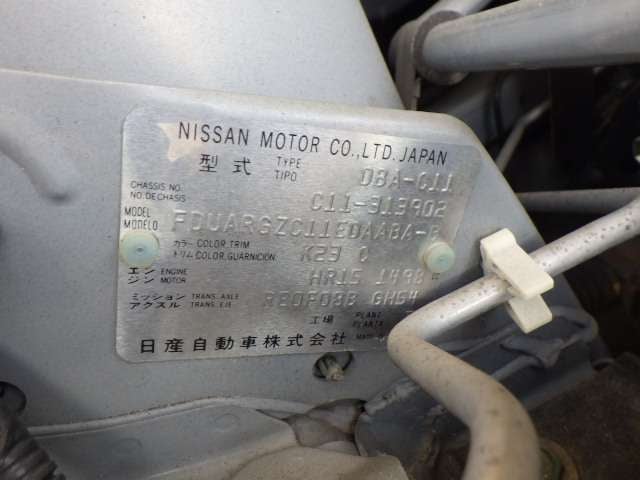 NISSAN MOTOR CO.,LTD. JAPAN
型式 TYPE TIPO DBA-C11
CHASSIS NO. NO.DECHASIS C11-313902
MODEL MODELO
カラー COLOR,TRIM トリム COLOR,GUARNICION K23 C
エンジン ENGINE MOTOR HR15 1498
ミッション アクスル TRANS. AXLE TRANS. EJE RE0F08B GH54
工場 PLANT PLANTA
日産自動車株式会社 MADE